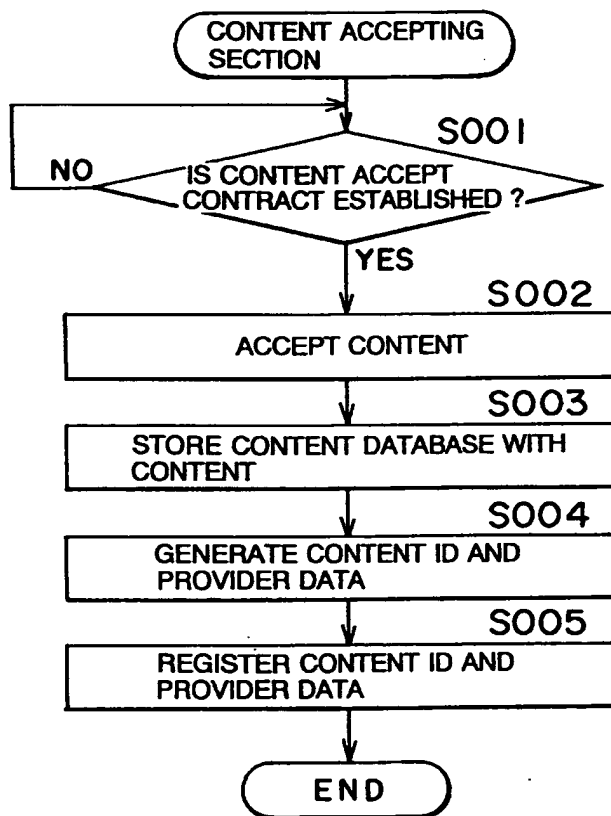 CONTENT ACCEPTING
SECTION
S001
NO
IS CONTENT ACCEPT
CONTRACT ESTABLISHED ?
YES
S002
ACCEPT CONTENT
S003
STORE CONTENT DATABASE WITH
CONTENT
S004
GENERATE CONTENT ID AND
PROVIDER DATA
S005
REGISTER CONTENT ID AND
PROVIDER DATA
END